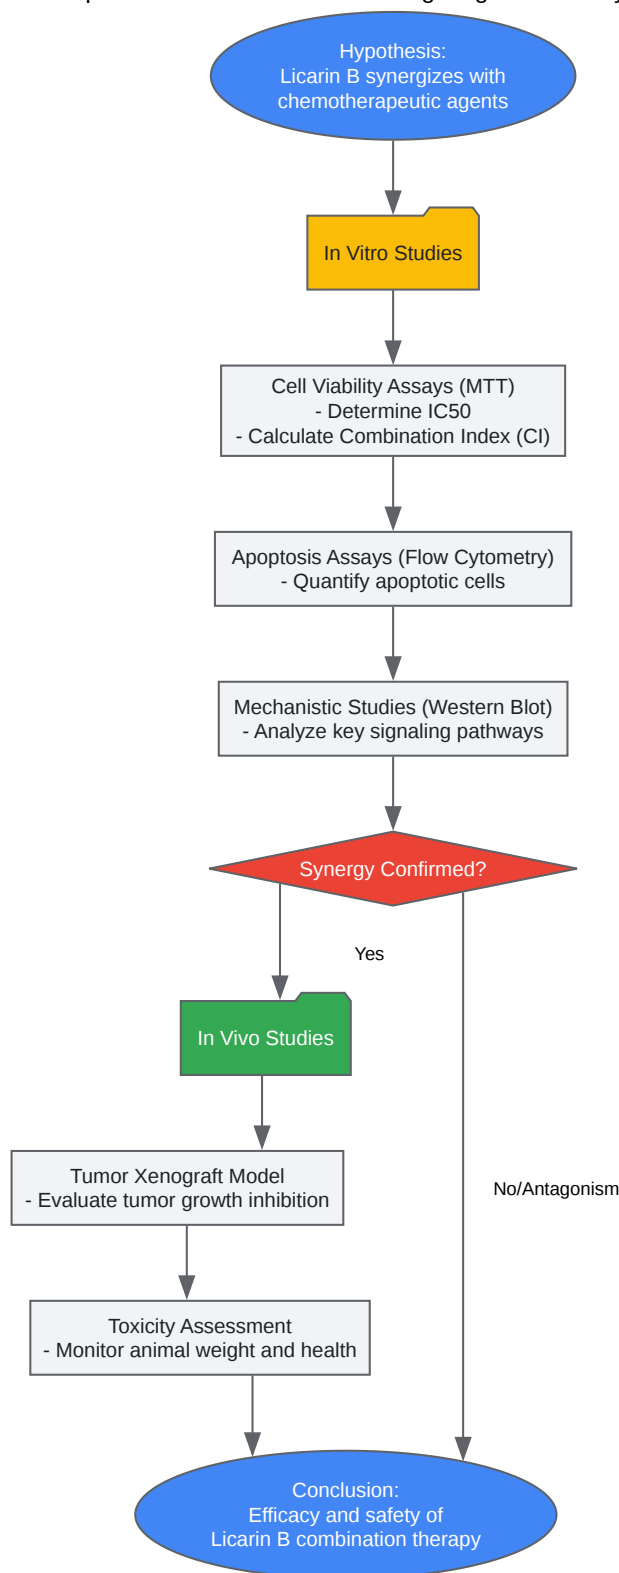 Hypothesis:
Licarin B synergizes with
chemotherapeutic agents
In Vitro Studies
Cell Viability Assays (MTT)
- Determine IC50
- Calculate Combination Index (CI)
Apoptosis Assays (Flow Cytometry)
- Quantify apoptotic cells
Mechanistic Studies (Western Blot)
- Analyze key signaling pathways
Synergy Confirmed?
Yes
In Vivo Studies
Tumor Xenograft Model
- Evaluate tumor growth inhibition
No/Antagonism
Toxicity Assessment
- Monitor animal weight and health
Conclusion:
Efficacy and safety of
Licarin B combination therapy